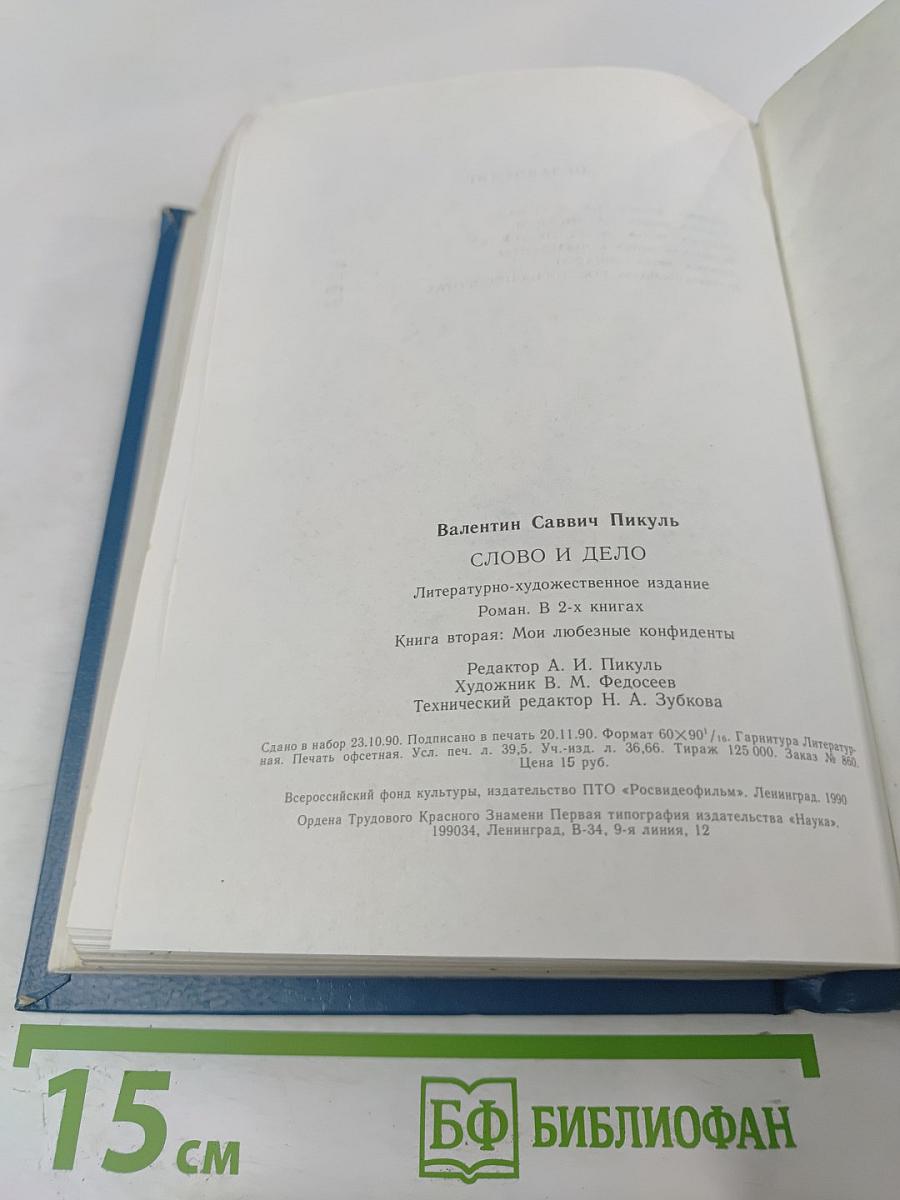 Валентин Саввич Пикуль
СЛОВО И ДЕЛО
Литературно-художественное издание
Роман. В 2-х книгах
Книга вторая: Мои любезные конфиденты
Редактор А. И. Пикуль
Художник В. М. Федосеев
Технический редактор Н. А. Зубкова
Сдано в набор 23.10.90. Подписано в печать 20.11.90. Формат 60×90¹/₁₆. Гарнитура Литератур-
ная. Печать офсетная. Усл. печ. л. 39,5. Уч.-изд. л. 36,66. Тираж 125 000. Заказ № 860.
Цена 15 руб.
Всероссийский фонд культуры, издательство ПТО «Росвидеофильм». Ленинград. 1990
Ордена Трудового Красного Знамени Первая типография издательства «Наука».
199034, Ленинград, В-34, 9-я линия, 12
15 см
БФ БИБЛИОФАН